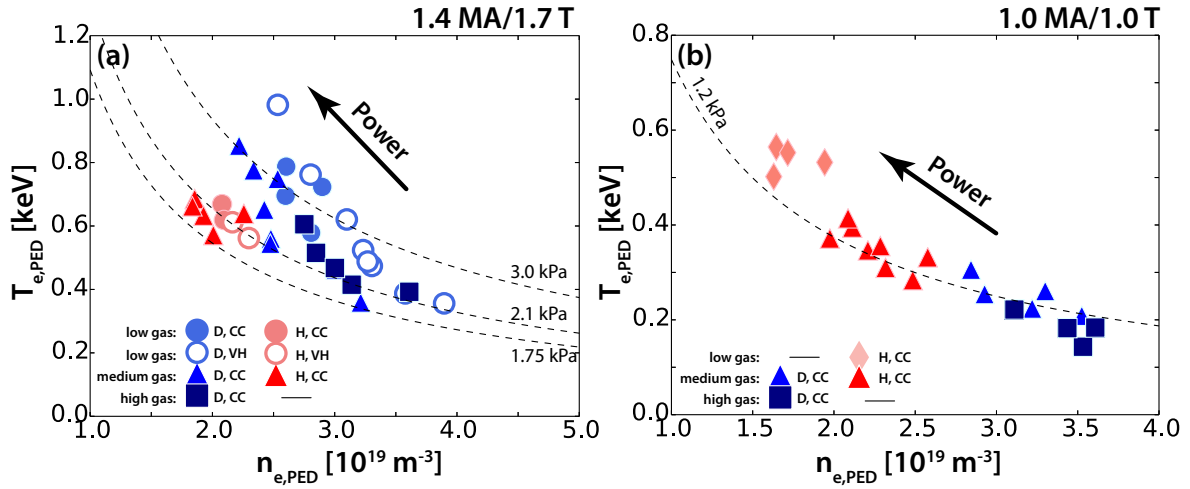 1.4 MA/1.7 T
(a)
Power
1.2
1.0
0.8
0.6
0.4
0.2
0.0
T e,PED [keV]
3.0 kPa
2.1 kPa
1.75 kPa
low gas: D, CC H, CC
low gas: D, VH H, VH
medium gas: D, CC H, CC
high gas: D, CC —
1.0 2.0 3.0 4.0 5.0
n e,PED [10^19 m^-3]
1.0 MA/1.0 T
(b)
1.2 kPa
Power
0.8
0.6
0.4
0.2
0.0
T e,PED [keV]
low gas: — H, CC
medium gas: D, CC H, CC
high gas: D, CC —
1.0 1.5 2.0 2.5 3.0 3.5 4.0
n e,PED [10^19 m^-3]